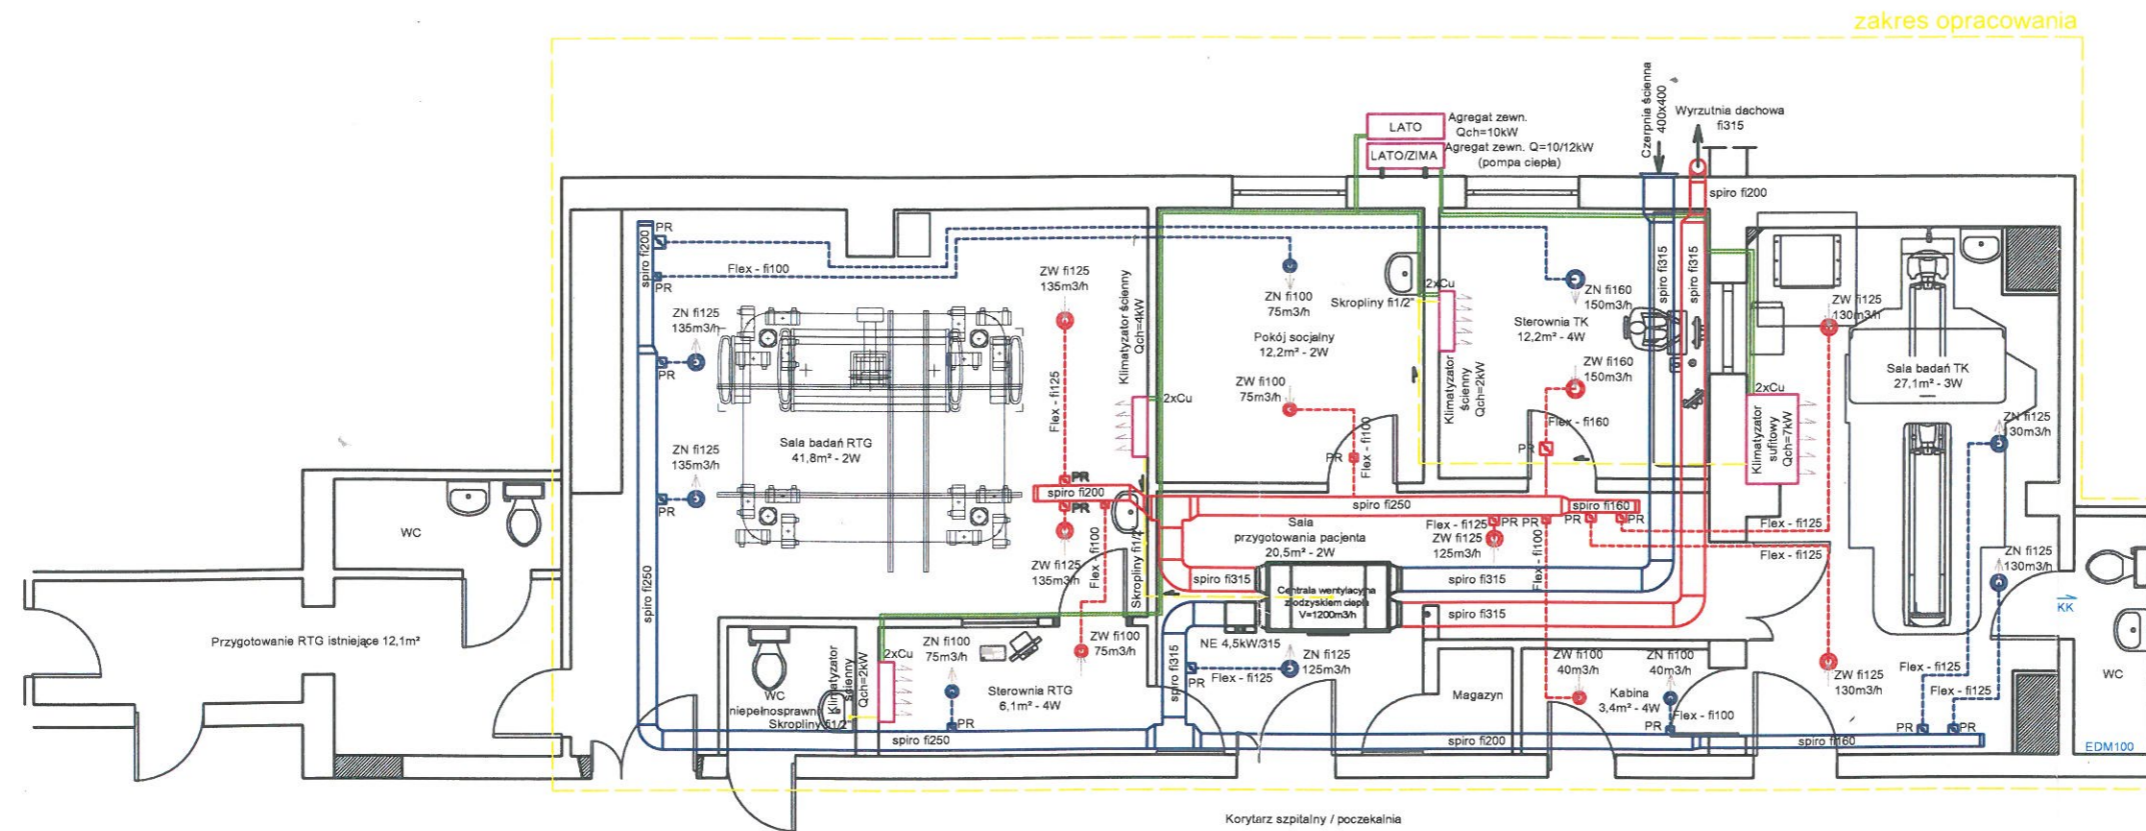 zakres opracowania
LATO
Agregat zewn.
Qch=10kW
LATO/ZIMA
Agregat zewn. Q=10/12kW
(pompa ciepła)
Czerpnia ścienna
400x400
Wyrzutnia dachowa
fi315
spiro fi200
spiro fi200
PR
PR
Flex - fi100
ZN fi125
135m3/h
PR
ZW fi125
135m3/h
Flex - fi125
Klimatyzator ścienny
Qch=4kW
2xCu
Sala badań RTG
41,8m² - 2W
ZN fi125
135m3/h
PR
PR
spiro fi200
PR
ZW fi125
135m3/h
Flex - fi100
Skropliny fi1/2"
ZN fi100
75m3/h
Pokój socjalny
12,2m² - 2W
ZW fi100
75m3/h
PR
Flex - fi100
Skropliny fi1/2"
2xCu
Klimatyzator
ścienny
Qch=2kW
ZN fi160
150m3/h
Sterownia TK
12,2m² - 4W
ZW fi160
150m3/h
Flex - fi160
PR
spiro fi315
spiro fi315
ZW fi125
130m3/h
2xCu
Klimatyzator
sufitowy
Qch=7kW
Sala badań TK
27,1m² - 3W
ZN fi125
130m3/h
spiro fi250
spiro fi160
Flex - fi125
PR
PR
PR
PR
ZW fi125
125m3/h
Flex - fi100
Flex - fi125
Flex - fi125
Sala
przygotowania pacjenta
20,5m² - 2W
spiro fi315
Centrala wentylacyjna
z odzyskiem ciepła
V=1200m3/h
spiro fi315
spiro fi315
NE 4,5kW/315
ZN fi125
130m3/h
KK
WC
Przygotowanie RTG istniejące 12,1m²
spiro fi250
WC
niepełnosprawni
Skropliny fi1/2"
Klimatyzator
ścienny
Qch=2kW
2xCu
ZN fi100
75m3/h
Sterownia RTG
6,1m² - 4W
PR
ZW fi100
75m3/h
spiro fi315
PR
Flex - fi125
ZN fi125
125m3/h
Magazyn
ZW fi100
40m3/h
ZN fi100
40m3/h
Kabina
3,4m² - 4W
PR
Flex - fi100
ZW fi125
130m3/h
Flex - fi125
Flex - fi125
PR
PR
WC
spiro fi250
spiro fi200
spiro fi160
EDM100
Korytarz szpitalny / poczekalnia